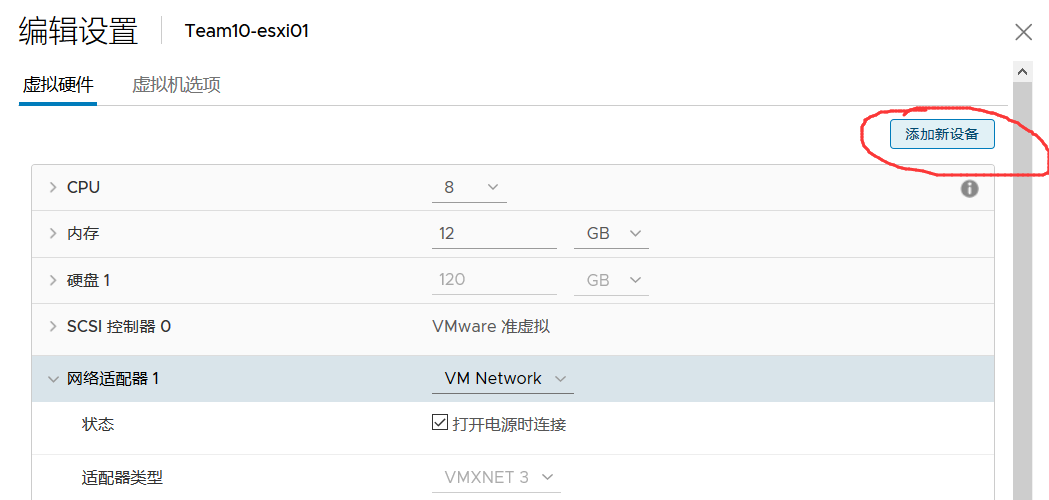 编辑设置 Team10-esxi01
虚拟硬件 虚拟机选项
添加新设备
CPU 8
内存 12 GB
硬盘 1 120 GB
SCSI 控制器 0 VMware 准虚拟
网络适配器 1 VM Network
状态 打开电源时连接
适配器类型 VMXNET 3